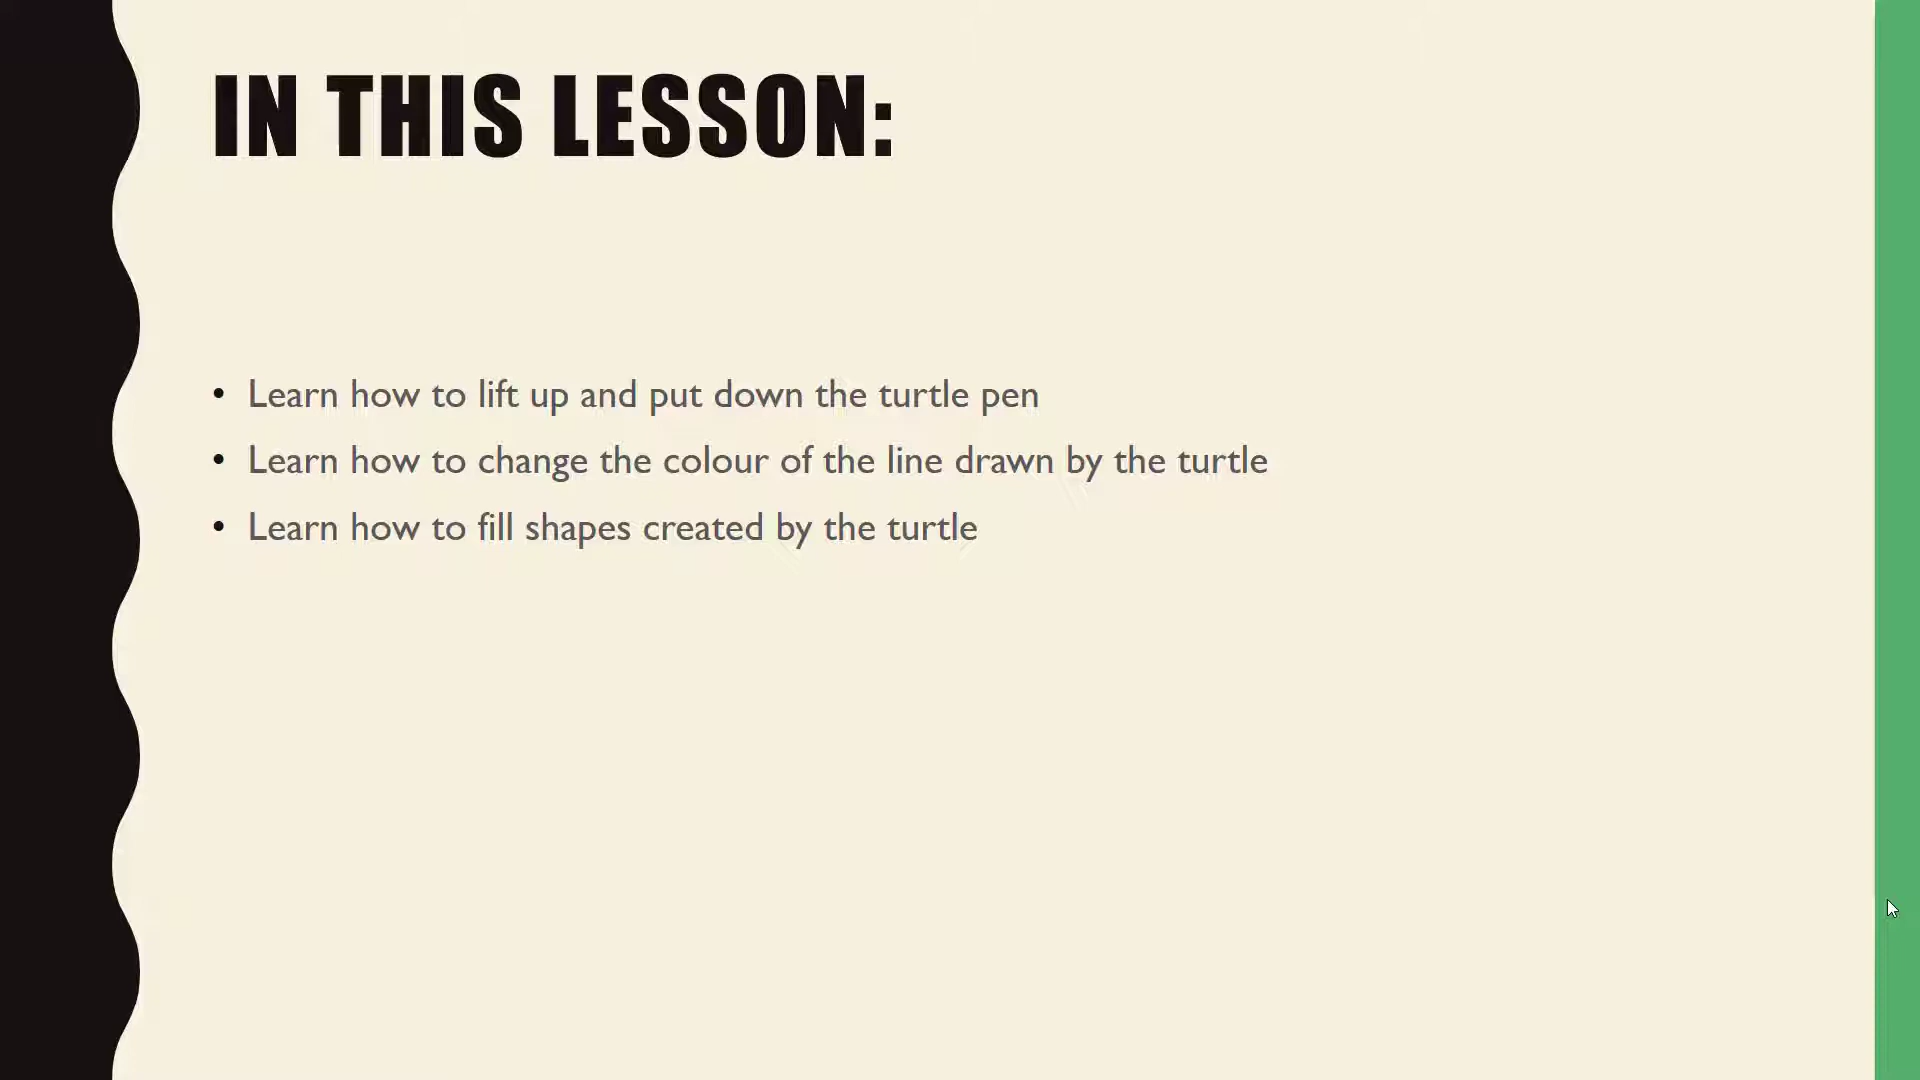 IN THIS LESSON:
• Learn how to lift up and put down the turtle pen
• Learn how to change the colour of the line drawn by the turtle
• Learn how to fill shapes created by the turtle